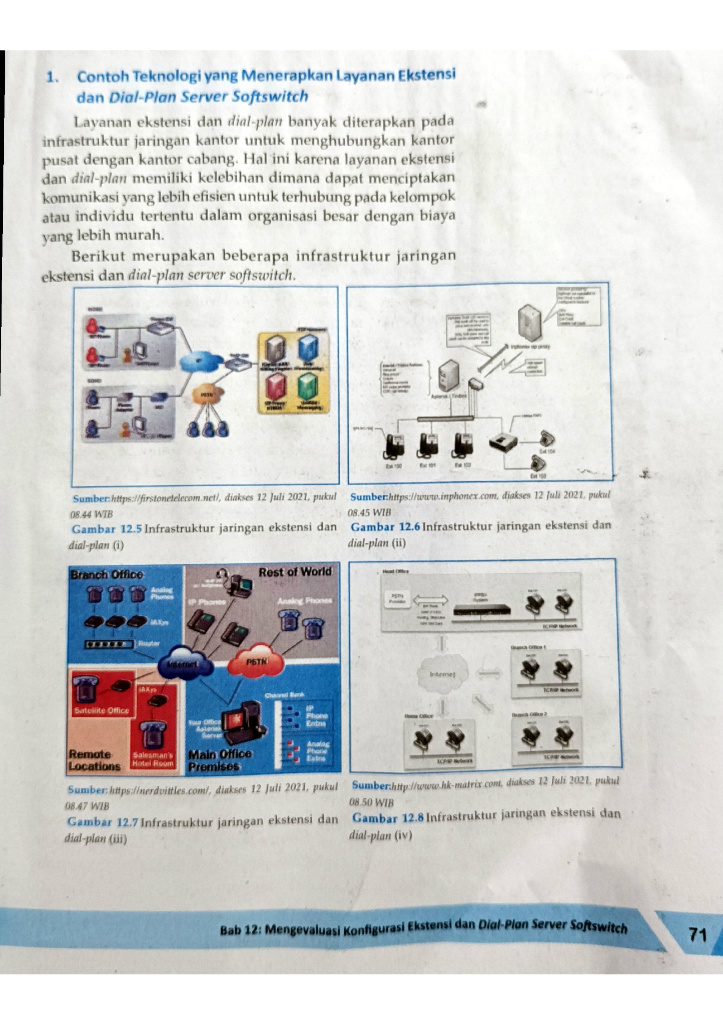 1. Contoh Teknologi yang Menerapkan Layanan Ekstensi
dan Dial-Plan Server Softswitch
Layanan ekstensi dan dial-plan banyak diterapkan pada
infrastruktur jaringan kantor untuk menghubungkan kantor
pusat dengan kantor cabang. Hal ini karena layanan ekstensi
dan dial-plan memiliki kelebihan dimana dapat menciptakan
komunikasi yang lebih efisien untuk terhubung pada kelompok
atau individu tertentu dalam organisasi besar dengan biaya
yang lebih murah.
Berikut merupakan beberapa infrastruktur jaringan
ekstensi dan dial-plan server softswitch.
PSTN
Ext 100
Ext 101
Ext 103
Ext 104
Sumber:https://firstonetelecom.net/, diakses 12 Juli 2021, pukul
08.44 WIB
Gambar 12.5 Infrastruktur jaringan ekstensi dan
dial-plan (i)
Sumber:https://www.inphonex.com, diakses 12 Juli 2021, pukul
08.45 WIB
Gambar 12.6 Infrastruktur jaringan ekstensi dan
dial-plan (ii)
Branch Office
Analog
Phones
IAXys
Router
Rest of World
IP Phones
Analog Phones
Internet
PSTN
IAXys
Satellite Office
Remote
Locations
Salesman's
Hotel Room
Your Office
Asterisk
Server
Main Office
Premises
Channel Bank
IP
Phone
Extns
Analog
Phone
Extns
Head Office
PSTN
TCP/IP Network
Internet
Branch Office 1
TCP/IP Network
Home Office
TCP/IP Network
Branch Office 2
TCP/IP Network
Sumber:https://nerdvittles.com/, diakses 12 Juli 2021, pukul
08.47 WIB
Gambar 12.7 Infrastruktur jaringan ekstensi dan
dial-plan (iii)
Sumber:http://www.hk-matrix.com, diakses 12 Juli 2021, pukul
08.50 WIB
Gambar 12.8 Infrastruktur jaringan ekstensi dan
dial-plan (iv)
Bab 12: Mengevaluasi Konfigurasi Ekstensi dan Dial-Plan Server Softswitch
71